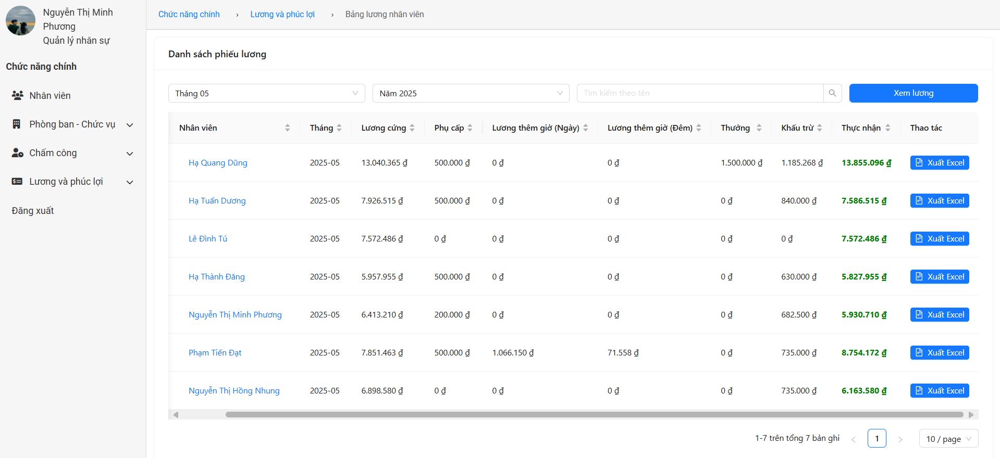 Nguyễn Thị Minh
Phương
Quản lý nhân sự
Chức năng chính
Nhân viên
Phòng ban - Chức vụ
Chấm công
Lương và phúc lợi
Đăng xuất
Chức năng chính › Lương và phúc lợi › Bảng lương nhân viên
Danh sách phiếu lương
Tháng 05 Năm 2025 Tìm kiếm theo tên Xem lương
Nhân viên Tháng Lương cứng Phụ cấp Lương thêm giờ (Ngày) Lương thêm giờ (Đêm) Thưởng Khấu trừ Thực nhận Thao tác
Hạ Quang Dũng 2025-05 13.040.365 ₫ 500.000 ₫ 0 ₫ 0 ₫ 1.500.000 ₫ 1.185.268 ₫ 13.855.096 ₫ Xuất Excel
Hạ Tuấn Dương 2025-05 7.926.515 ₫ 500.000 ₫ 0 ₫ 0 ₫ 0 ₫ 840.000 ₫ 7.586.515 ₫ Xuất Excel
Lê Đình Tú 2025-05 7.572.486 ₫ 0 ₫ 0 ₫ 0 ₫ 0 ₫ 0 ₫ 7.572.486 ₫ Xuất Excel
Hạ Thành Đăng 2025-05 5.957.955 ₫ 500.000 ₫ 0 ₫ 0 ₫ 0 ₫ 630.000 ₫ 5.827.955 ₫ Xuất Excel
Nguyễn Thị Minh Phương 2025-05 6.413.210 ₫ 200.000 ₫ 0 ₫ 0 ₫ 0 ₫ 682.500 ₫ 5.930.710 ₫ Xuất Excel
Phạm Tiến Đạt 2025-05 7.851.463 ₫ 500.000 ₫ 1.066.150 ₫ 71.558 ₫ 0 ₫ 735.000 ₫ 8.754.172 ₫ Xuất Excel
Nguyễn Thị Hồng Nhung 2025-05 6.898.580 ₫ 0 ₫ 0 ₫ 0 ₫ 0 ₫ 735.000 ₫ 6.163.580 ₫ Xuất Excel
1-7 trên tổng 7 bản ghi 1 10 / page